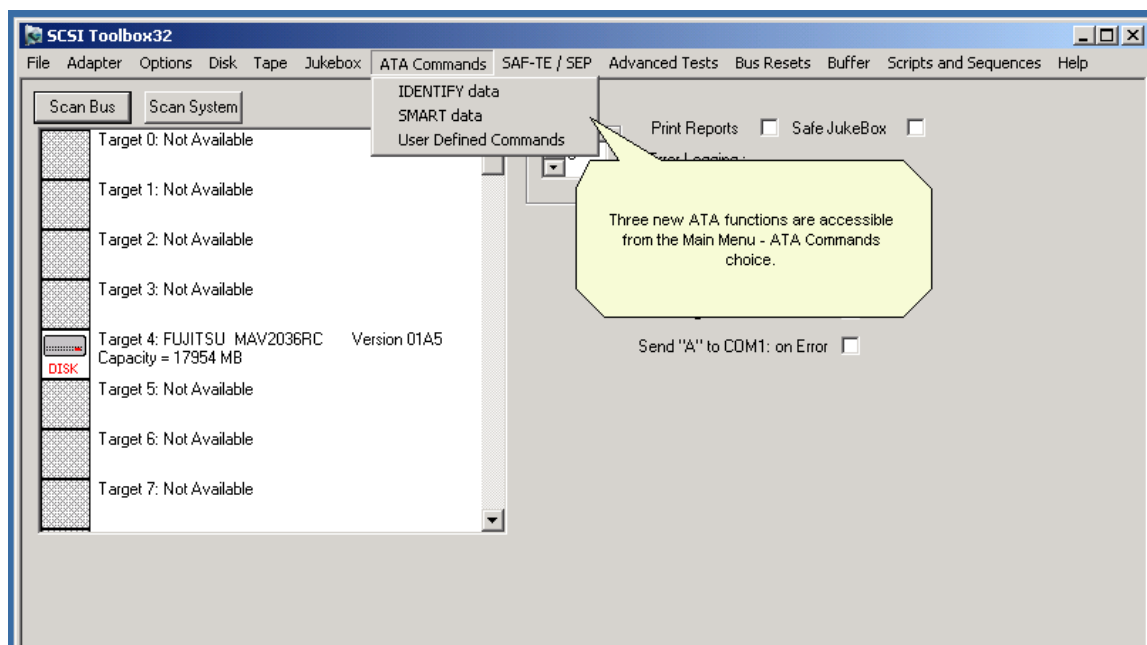 SCSI Toolbox32
File Adapter Options Disk Tape Jukebox ATA Commands SAF-TE / SEP Advanced Tests Bus Resets Buffer Scripts and Sequences Help
Scan Bus Scan System
IDENTIFY data
SMART data
User Defined Commands
Print Reports Safe JukeBox
Error Logging :
Target 0: Not Available
Target 1: Not Available
Target 2: Not Available
Target 3: Not Available
Target 4: FUJITSU MAV2036RC Version 01A5
Capacity = 17954 MB
DISK
Target 5: Not Available
Target 6: Not Available
Target 7: Not Available
Three new ATA functions are accessible
from the Main Menu - ATA Commands
choice.
Send "A" to COM1: on Error